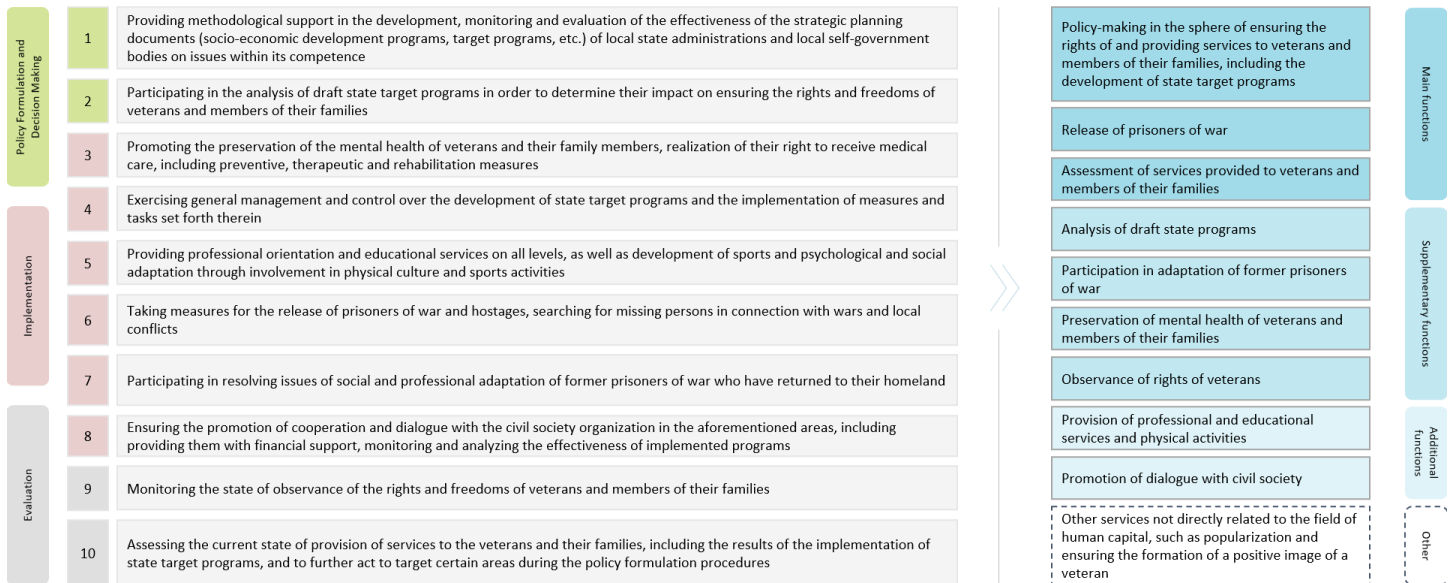 Policy Formulation and
Decision Making
1
Providing methodological support in the development, monitoring and evaluation of the effectiveness of the strategic planning
documents (socio-economic development programs, target programs, etc.) of local state administrations and local self-government
bodies on issues within its competence
2
Participating in the analysis of draft state target programs in order to determine their impact on ensuring the rights and freedoms of
veterans and members of their families
3
Promoting the preservation of the mental health of veterans and their family members, realization of their right to receive medical
care, including preventive, therapeutic and rehabilitation measures
Implementation
4
Exercising general management and control over the development of state target programs and the implementation of measures and
tasks set forth therein
5
Providing professional orientation and educational services on all levels, as well as development of sports and psychological and social
adaptation through involvement in physical culture and sports activities
6
Taking measures for the release of prisoners of war and hostages, searching for missing persons in connection with wars and local
conflicts
7
Participating in resolving issues of social and professional adaptation of former prisoners of war who have returned to their homeland
Evaluation
8
Ensuring the promotion of cooperation and dialogue with the civil society organization in the aforementioned areas, including
providing them with financial support, monitoring and analyzing the effectiveness of implemented programs
9
Monitoring the state of observance of the rights and freedoms of veterans and members of their families
10
Assessing the current state of provision of services to the veterans and their families, including the results of the implementation of
state target programs, and to further act to target certain areas during the policy formulation procedures
Policy-making in the sphere of ensuring the
rights of and providing services to veterans and
members of their families, including the
development of state target programs
Release of prisoners of war
Assessment of services provided to veterans and
members of their families
Main functions
Analysis of draft state programs
Participation in adaptation of former prisoners
of war
Preservation of mental health of veterans and
members of their families
Observance of rights of veterans
Supplementary functions
Provision of professional and educational
services and physical activities
Promotion of dialogue with civil society
Additional
functions
Other services not directly related to the field of
human capital, such as popularization and
ensuring the formation of a positive image of a
veteran
Other